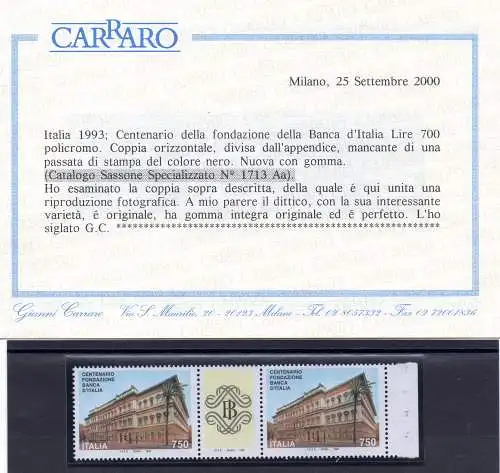 CARRARO
Milano, 25 Settembre 2000
Italia 1993; Centenario della fondazione della Banca d'Italia Lire 700
policromo. Coppia orizzontale, divisa dall'appendice, mancante di una
passata di stampa del colore nero. Nuova con gomma.
(Catalogo Sassone Specializzato N° 1713 Aa).
Ho esaminato la coppia sopra descritta, della quale é qui unita una
riproduzione fotografica. A mio parere il dittico, con la sua interessante
varietà, é originale, ha gomma integra originale ed é perfetto. L'ho
siglato G.C. ************************************************
Gianni Carraro Via S. Maurilio, 20 - 20123 Milano - Tel. 02 8057332 - Fax 02 72001836
CENTENARIO
FONDAZIONE
BANCA
D'ITALIA
ITALIA 750
B
CENTENARIO
FONDAZIONE
BANCA
D'ITALIA
ITALIA 750